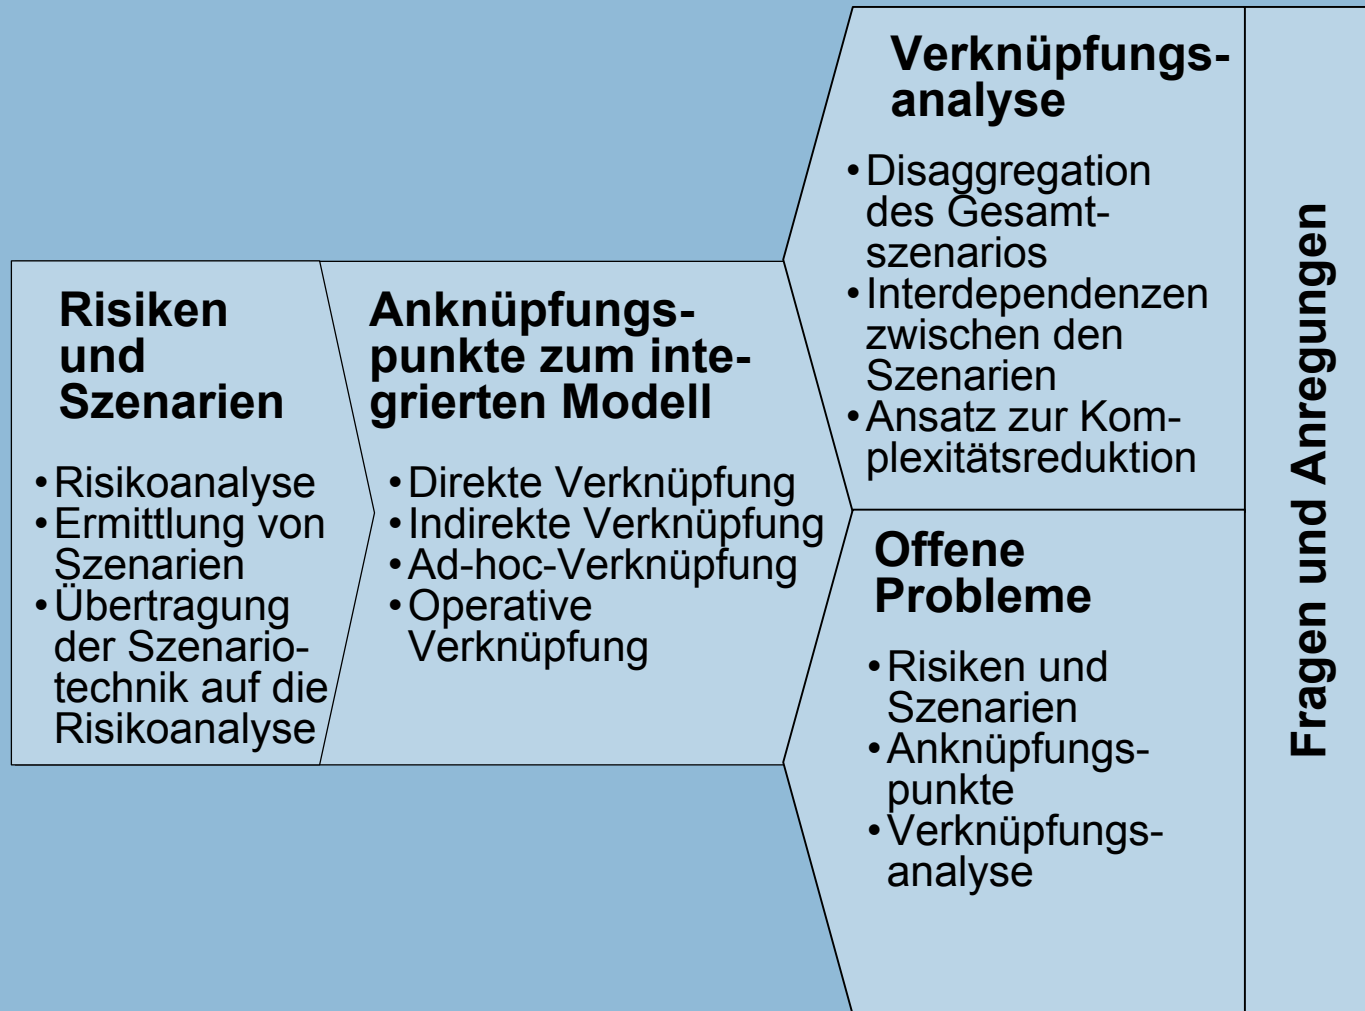 Risiken
und
Szenarien
•Risikoanalyse
•Ermittlung von
Szenarien
•Übertragung
der Szenario-
technik auf die
Risikoanalyse
Anknüpfungs-
punkte zum inte-
grierten Modell
•Direkte Verknüpfung
•Indirekte Verknüpfung
•Ad-hoc-Verknüpfung
•Operative
Verknüpfung
Verknüpfungs-
analyse
•Disaggregation
des Gesamt-
szenarios
•Interdependenzen
zwischen den
Szenarien
•Ansatz zur Kom-
plexitätsreduktion
Offene
Probleme
•Risiken und
Szenarien
•Anknüpfungs-
punkte
•Verknüpfungs-
analyse
Fragen und Anregungen